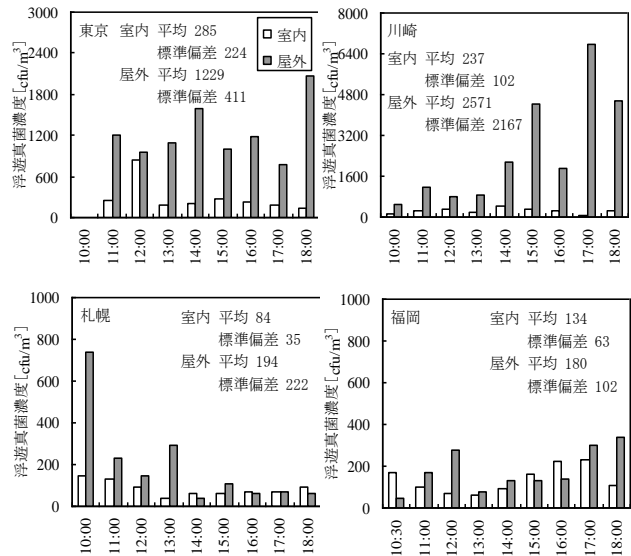 3000
2400
1800
1200
600
0
浮遊真菌濃度[cfu/m³]
東京 室内 平均 285
標準偏差 224
屋外 平均 1229
標準偏差 411
室内
屋外
10:00
11:00
12:00
13:00
14:00
15:00
16:00
17:00
18:00
8000
6400
4800
3200
1600
0
浮遊真菌濃度[cfu/m³]
川崎
室内 平均 237
標準偏差 102
屋外 平均 2571
標準偏差 2167
10:00
11:00
12:00
13:00
14:00
15:00
16:00
17:00
18:00
1000
800
600
400
200
0
浮遊真菌濃度[cfu/m³]
札幌 室内 平均 84
標準偏差 35
屋外 平均 194
標準偏差 222
10:00
11:00
12:00
13:00
14:00
15:00
16:00
17:00
18:00
1000
800
600
400
200
0
浮遊真菌濃度[cfu/m³]
福岡 室内 平均 134
標準偏差 63
屋外 平均 180
標準偏差 102
10:30
11:00
12:00
13:00
14:00
15:00
16:00
17:00
18:00